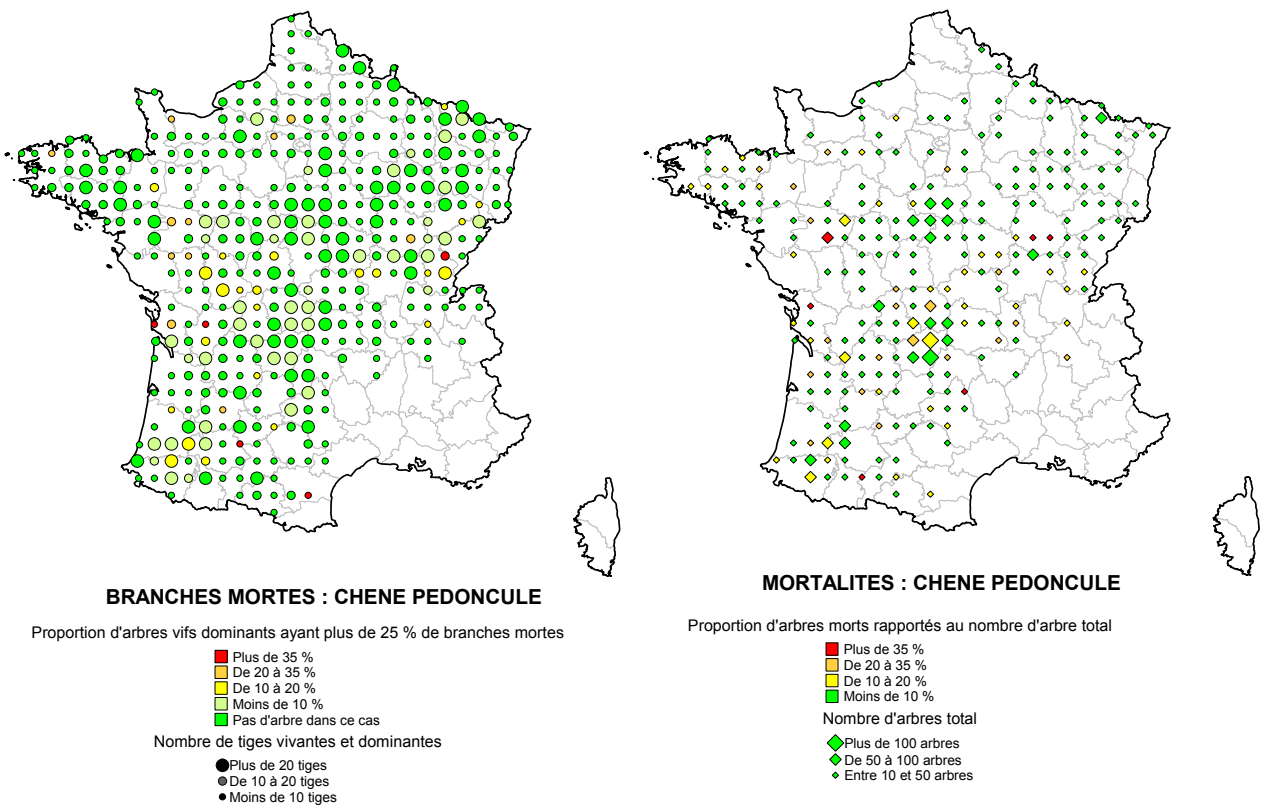 BRANCHES MORTES : CHENE PEDONCULE
Proportion d'arbres vifs dominants ayant plus de 25 % de branches mortes
Plus de 35 %
De 20 à 35 %
De 10 à 20 %
Moins de 10 %
Pas d'arbre dans ce cas
Nombre de tiges vivantes et dominantes
Plus de 20 tiges
De 10 à 20 tiges
Moins de 10 tiges
MORTALITES : CHENE PEDONCULE
Proportion d'arbres morts rapportés au nombre d'arbre total
Plus de 35 %
De 20 à 35 %
De 10 à 20 %
Moins de 10 %
Nombre d'arbres total
Plus de 100 arbres
De 50 à 100 arbres
Entre 10 et 50 arbres